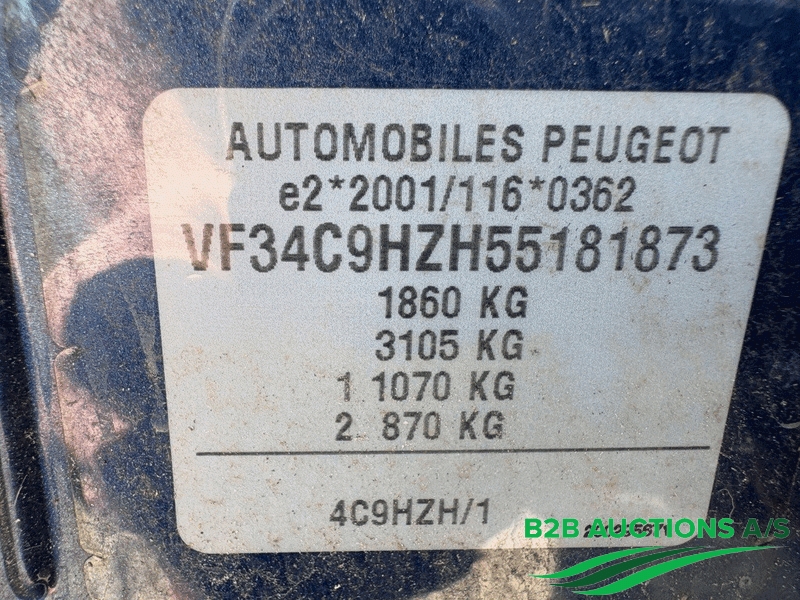 AUTOMOBILES PEUGEOT
e2*2001/116*0362
VF34C9HZH55181873
1860 KG
3105 KG
1 1070 KG
2 870 KG
4C9HZH/1
B2B AUCTIONS A/S